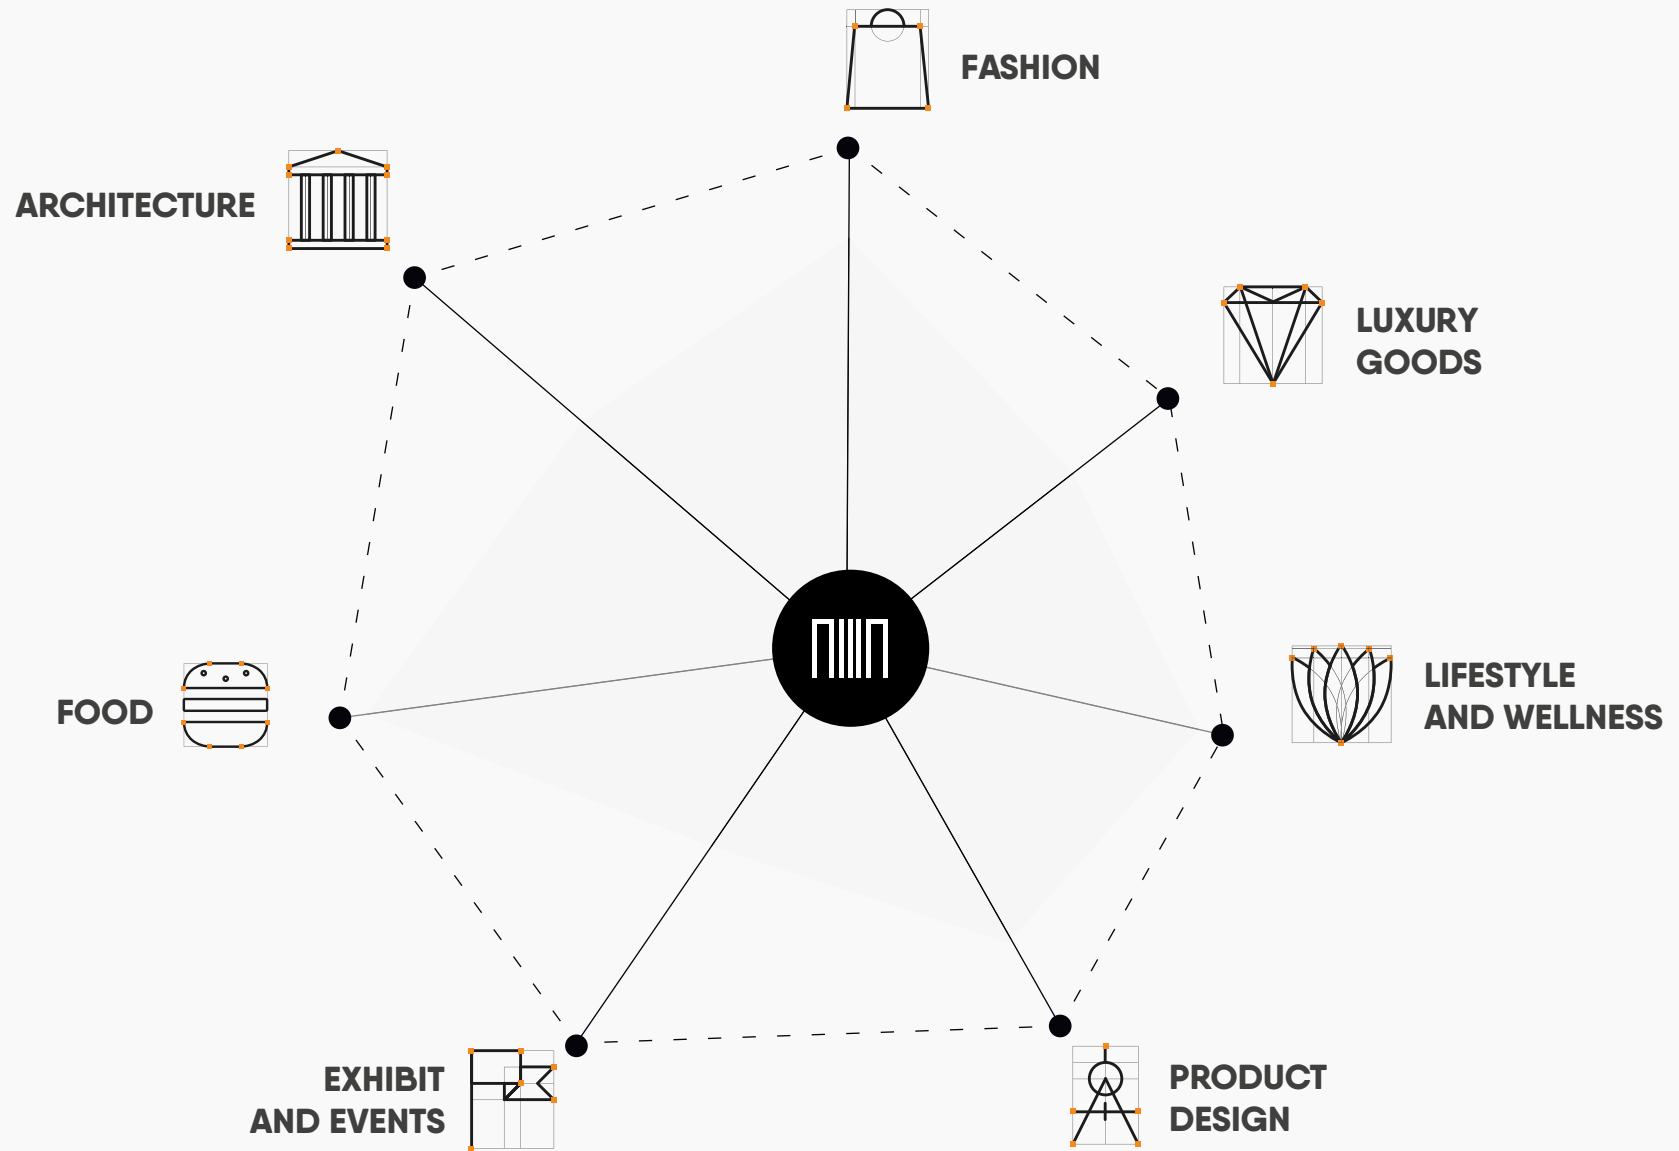 FASHION
ARCHITECTURE
LUXURY
GOODS
LIFESTYLE
AND WELLNESS
FOOD
EXHIBIT
AND EVENTS
PRODUCT
DESIGN